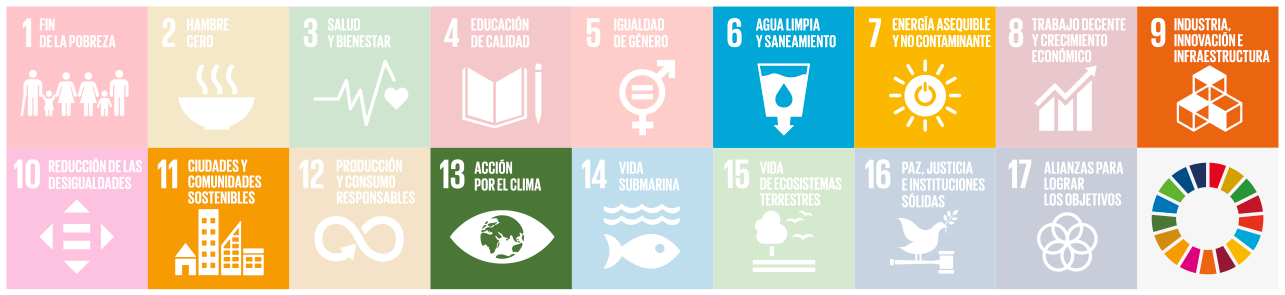 1 FIN
DE LA POBREZA
2 HAMBRE
CERO
3 SALUD
Y BIENESTAR
4 EDUCACIÓN
DE CALIDAD
5 IGUALDAD
DE GÉNERO
6 AGUA LIMPIA
Y SANEAMIENTO
7 ENERGÍA ASEQUIBLE
Y NO CONTAMINANTE
8 TRABAJO DECENTE
Y CRECIMIENTO
ECONÓMICO
9 INDUSTRIA,
INNOVACIÓN E
INFRAESTRUCTURA
10 REDUCCIÓN DE LAS
DESIGUALDADES
11 CIUDADES Y
COMUNIDADES
SOSTENIBLES
12 PRODUCCIÓN
Y CONSUMO
RESPONSABLES
13 ACCIÓN
POR EL CLIMA
14 VIDA
SUBMARINA
15 VIDA
DE ECOSISTEMAS
TERRESTRES
16 PAZ, JUSTICIA
E INSTITUCIONES
SÓLIDAS
17 ALIANZAS PARA
LOGRAR
LOS OBJETIVOS